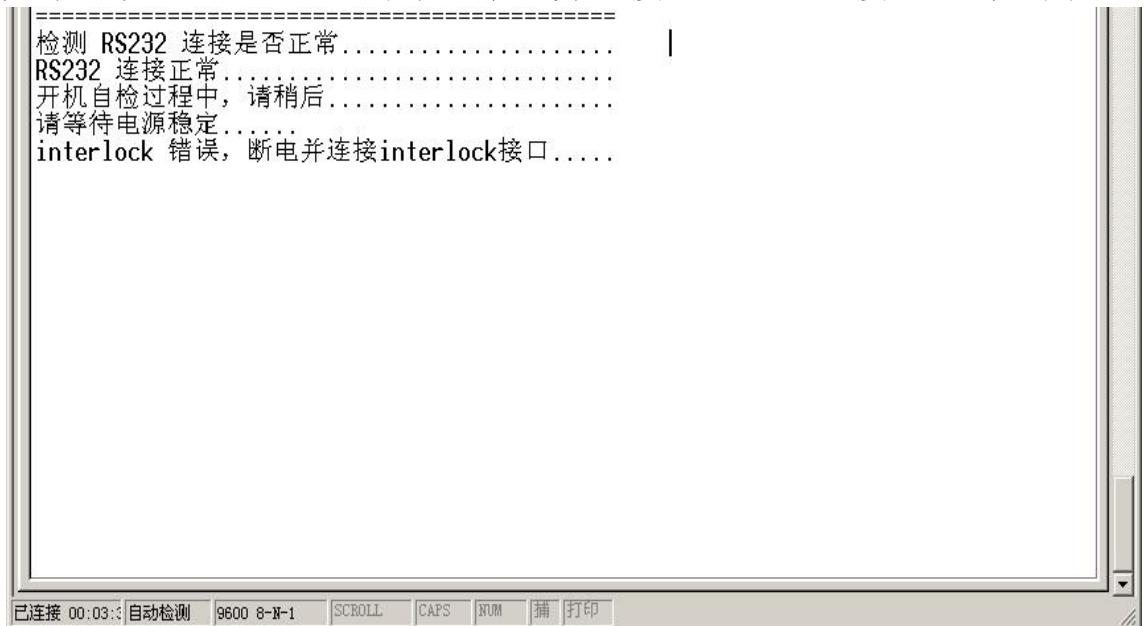 ============================================
检测 RS232 连接是否正常.....................
RS232 连接正常..............................
开机自检过程中，请稍后......................
请等待电源稳定......
interlock 错误，断电并连接interlock接口.....
已连接 00:03: 自动检测 9600 8-N-1 SCROLL CAPS NUM 捕 打印